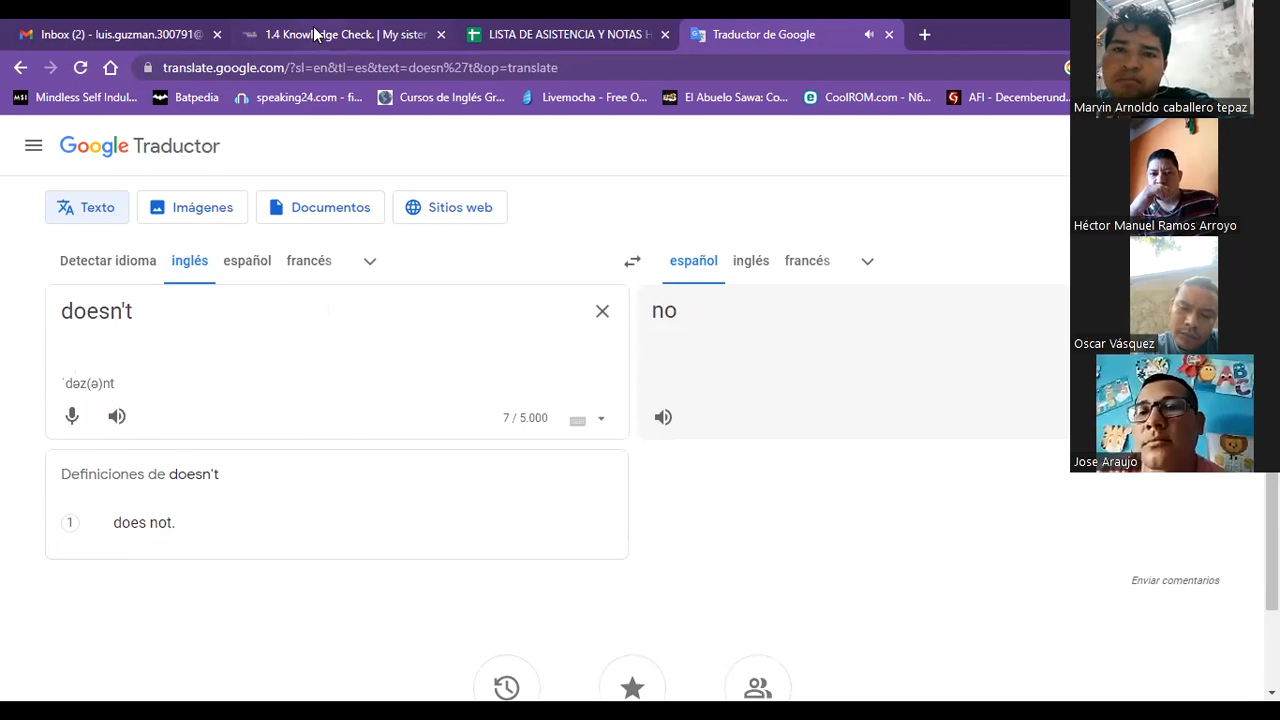 Inbox (2) - luis.guzman.300791@
1.4 Knowledge Check. | My sister
LISTA DE ASISTENCIA Y NOTAS H
Traductor de Google
translate.google.com/?sl=en&tl=es&text=doesn%27t&op=translate
Mindless Self Indul...
Batpedia
speaking24.com - fi...
Cursos de Inglés Gr...
Livemocha - Free O...
El Abuelo Sawa: Co...
CoolROM.com - N6...
AFI - Decemberund...
Google Traductor
Texto
Imágenes
Documentos
Sitios web
Detectar idioma
inglés
español
francés
español
inglés
francés
doesn't
no
ˈdəz(ə)nt
7 / 5.000
Definiciones de doesn't
1 does not.
Enviar comentarios
Marvin Arnoldo caballero tepaz
Héctor Manuel Ramos Arroyo
Oscar Vásquez
Jose Araujo